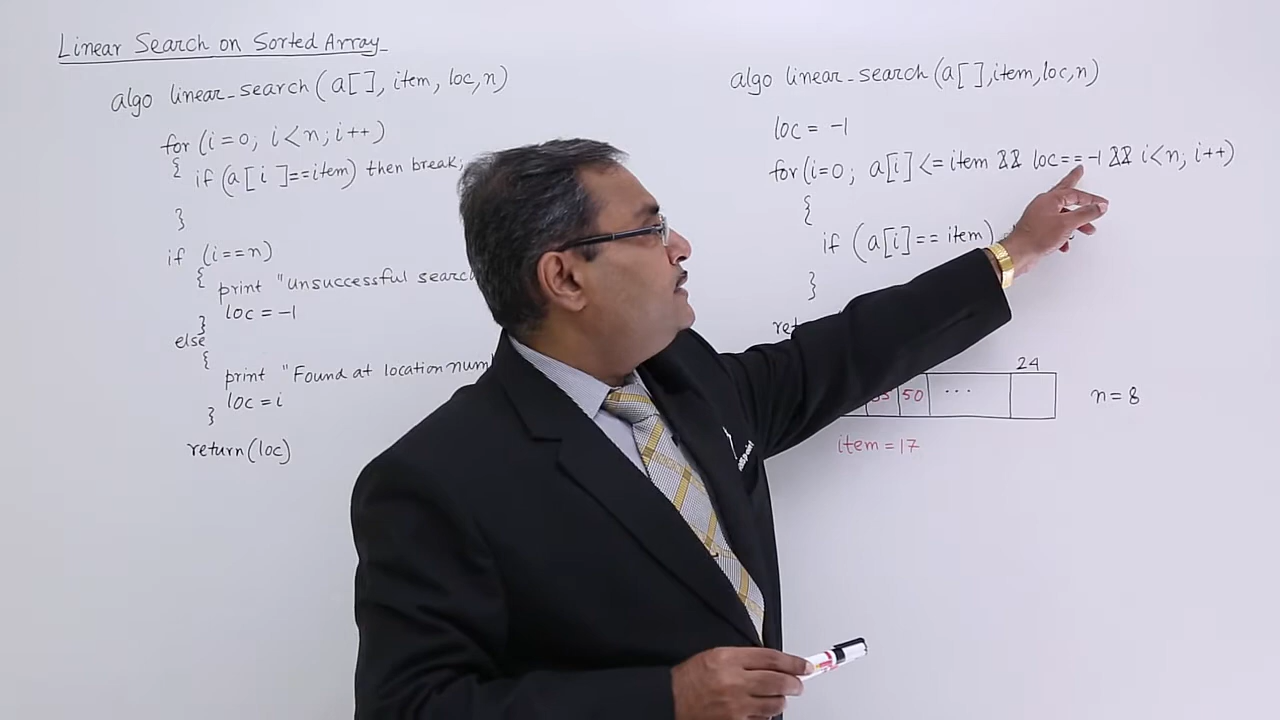 Linear Search on Sorted Array
algo linear_search (a[], item, loc, n)
for (i=0; i<n; i++)
{ if (a[i]==item) then break;
}
if (i==n)
{ print "unsuccessful search
loc = -1
}
else
{
print "Found at location num
loc = i
}
return(loc)
algo linear_search (a[], item, loc, n)
loc = -1
for (i=0; a[i] <= item && loc==-1 && i<n; i++)
{
if (a[i]==item)
}
24
50 ...
n=8
item=17